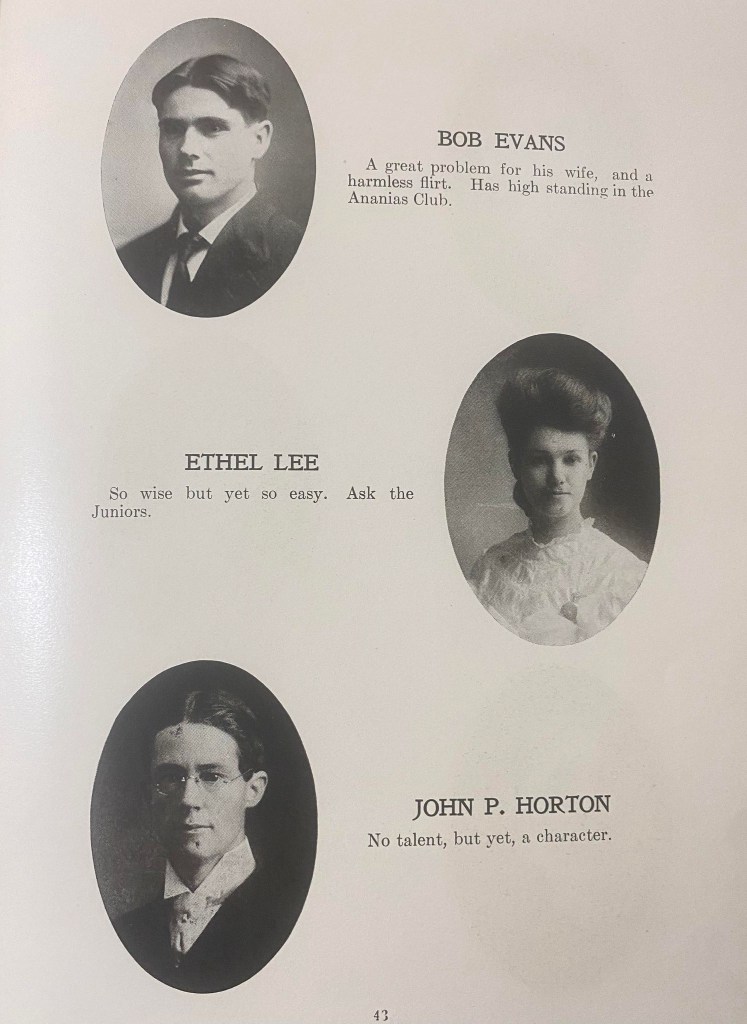 BOB EVANS
A great problem for his wife, and a
harmless flirt. Has high standing in the
Ananias Club.
ETHEL LEE
So wise but yet so easy. Ask the
Juniors.
JOHN P. HORTON
No talent, but yet, a character.
43